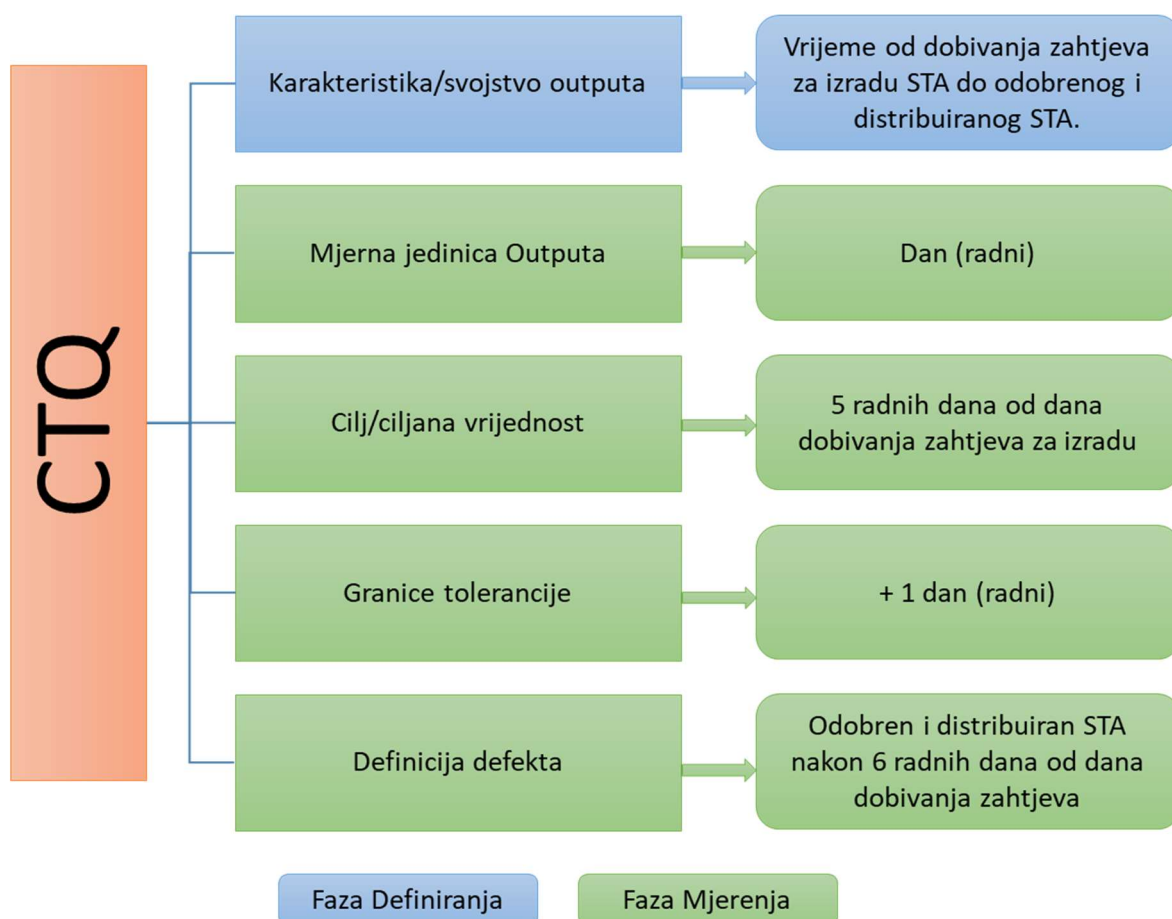 CTQ
Karakteristika/svojstvo outputa
Vrijeme od dobivanja zahtjeva
za izradu STA do odobrenog i
distribuiranog STA.
Mjerna jedinica Outputa
Dan (radni)
Cilj/ciljana vrijednost
5 radnih dana od dana
dobivanja zahtjeva za izradu
Granice tolerancije
+ 1 dan (radni)
Definicija defekta
Odobren i distribuiran STA
nakon 6 radnih dana od dana
dobivanja zahtjeva
Faza Definiranja
Faza Mjerenja